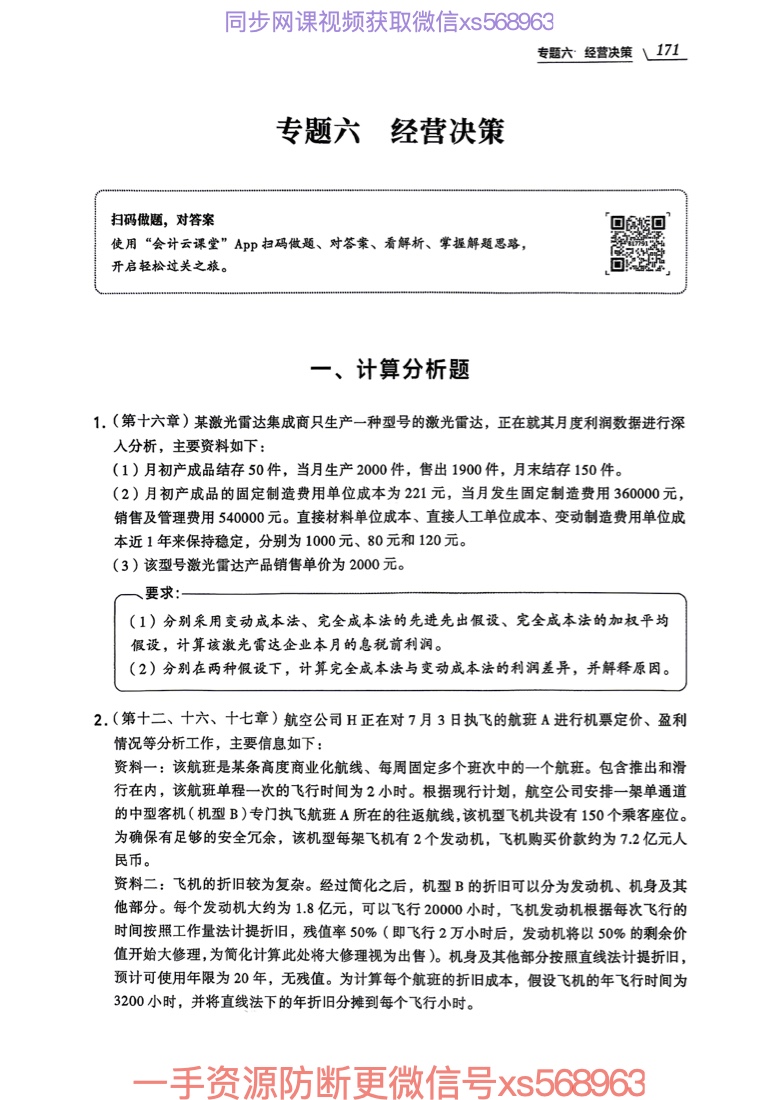 同步网课视频获取微信xs568963
专题六 经营决策 171
专题六 经营决策
扫码做题，对答案
使用“会计云课堂”App扫码做题、对答案、看解析、掌握解题思路，
开启轻松过关之旅。
一、计算分析题
1.（第十六章）某激光雷达集成商只生产一种型号的激光雷达，正在就其月度利润数据进行深
入分析，主要资料如下：
（1）月初产成品结存50件，当月生产2000件，售出1900件，月末结存150件。
（2）月初产成品的固定制造费用单位成本为221元，当月发生固定制造费用360000元，
销售及管理费用540000元。直接材料单位成本、直接人工单位成本、变动制造费用单位成
本近1年来保持稳定，分别为1000元、80元和120元。
（3）该型号激光雷达产品销售单价为2000元。
要求：
（1）分别采用变动成本法、完全成本法的先进先出假设、完全成本法的加权平均
假设，计算该激光雷达企业本月的息税前利润。
（2）分别在两种假设下，计算完全成本法与变动成本法的利润差异，并解释原因。
2.（第十二、十六、十七章）航空公司H正在对7月3日执飞的航班A进行机票定价、盈利
情况等分析工作，主要信息如下：
资料一：该航班是某条高度商业化航线、每周固定多个班次中的一个航班。包含推出和滑
行在内，该航班单程一次的飞行时间为2小时。根据现行计划，航空公司安排一架单通道
的中型客机（机型B）专门执飞航班A所在的往返航线，该机型飞机共设有150个乘客座位。
为确保有足够的安全冗余，该机型每架飞机有2个发动机，飞机购买价款约为7.2亿元人
民币。
资料二：飞机的折旧较为复杂。经过简化之后，机型B的折旧可以分为发动机、机身及其
他部分。每个发动机大约为1.8亿元，可以飞行20000小时，飞机发动机根据每次飞行的
时间按照工作量法计提折旧，残值率50%（即飞行2万小时后，发动机将以50%的剩余价
值开始大修理，为简化计算此处将大修理视为出售）。机身及其他部分按照直线法计提折旧，
预计可使用年限为20年，无残值。为计算每个航班的折旧成本，假设飞机的年飞行时间为
3200小时，并将直线法下的年折旧分摊到每个飞行小时。
一手资源防断更微信号xs568963